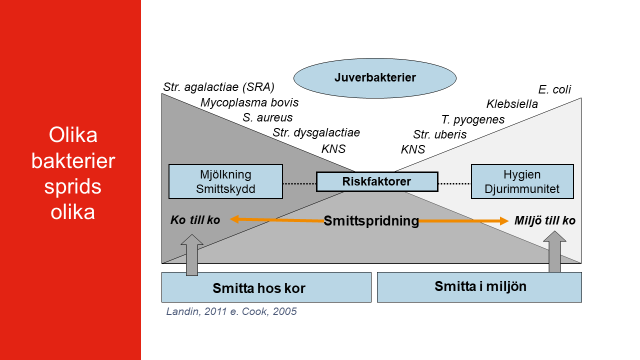 Olika
bakterier
sprids
olika
Juverbakterier
Str. agalactiae (SRA)
Mycoplasma bovis
S. aureus
Str. dysgalactiae
KNS
E. coli
Klebsiella
T. pyogenes
Str. uberis
KNS
Mjölkning
Smittskydd
Riskfaktorer
Hygien
Djurimmunitet
Ko till ko
Smittspridning
Miljö till ko
Smitta hos kor
Smitta i miljön
Landin, 2011 e. Cook, 2005